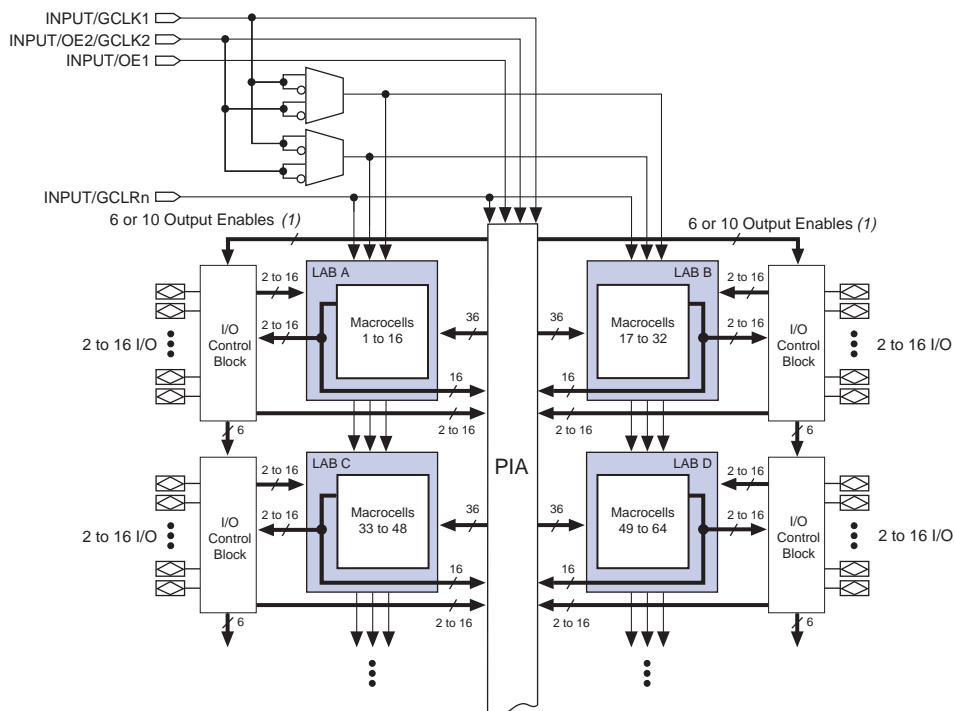 INPUT/GCLK1
INPUT/OE2/GCLK2
INPUT/OE1
INPUT/GCLRn
6 or 10 Output Enables (1)
6 or 10 Output Enables (1)
LAB A
LAB B
2 to 16
2 to 16
2 to 16
2 to 16
36
36
Macrocells
1 to 16
Macrocells
17 to 32
I/O
Control
Block
I/O
Control
Block
2 to 16 I/O
2 to 16 I/O
16
16
2 to 16
2 to 16
6
6
PIA
LAB C
LAB D
2 to 16
2 to 16
2 to 16
2 to 16
36
36
Macrocells
33 to 48
Macrocells
49 to 64
I/O
Control
Block
I/O
Control
Block
2 to 16 I/O
2 to 16 I/O
16
16
2 to 16
2 to 16
6
6